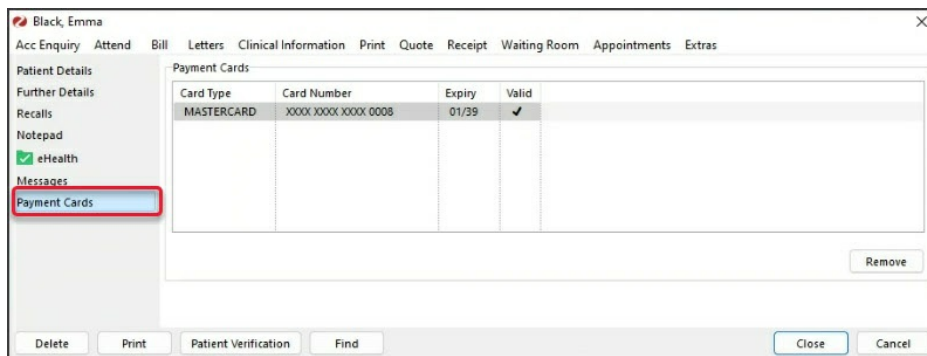 Black, Emma
Acc Enquiry Attend Bill Letters Clinical Information Print Quote Receipt Waiting Room Appointments Extras
Patient Details
Further Details
Recalls
Notepad
eHealth
Messages
Payment Cards
Payment Cards
Card Type Card Number Expiry Valid
MASTERCARD XXXX XXXX XXXX 0008 01/39 ✔
Remove
Delete Print Patient Verification Find Close Cancel